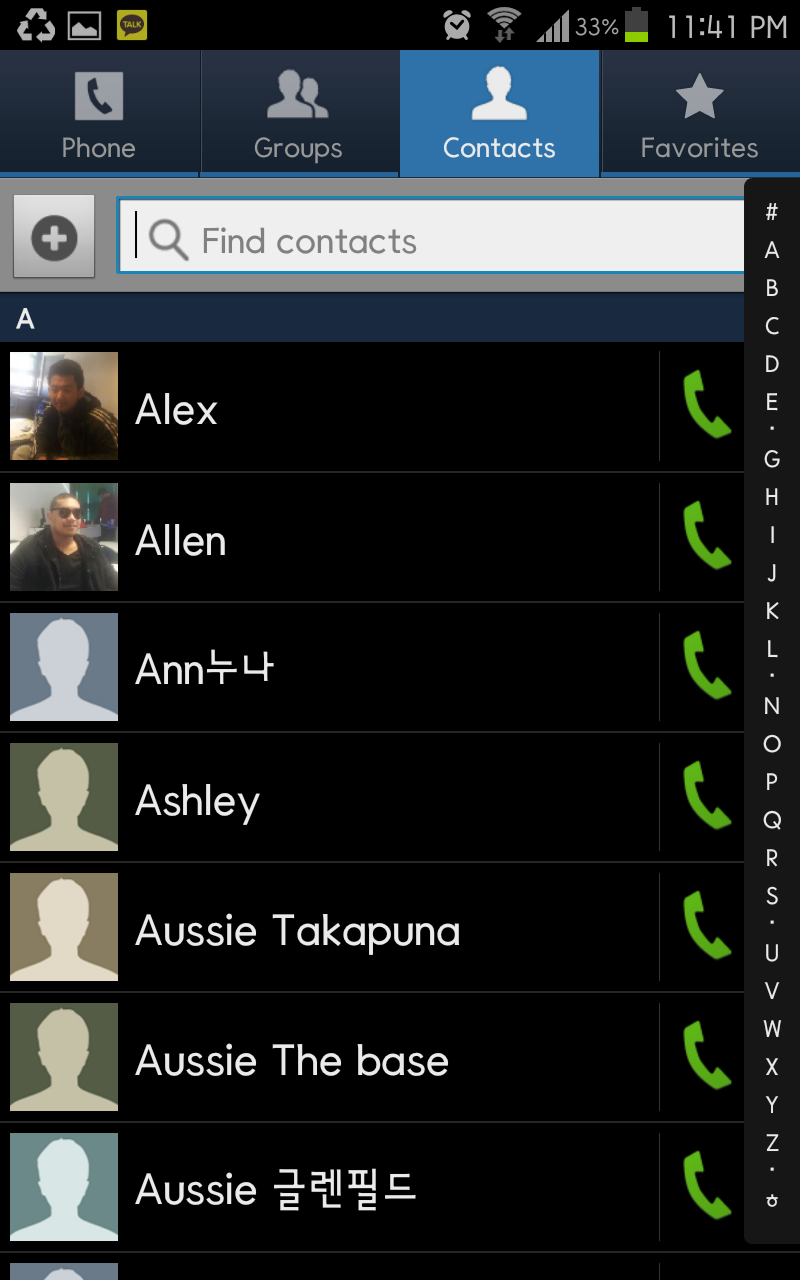 TALK 33% 11:41 PM
Phone Groups Contacts Favorites
Find contacts
A
Alex
Allen
Ann누나
Ashley
Aussie Takapuna
Aussie The base
Aussie 글렌필드
#
A
B
C
D
E
·
G
H
I
J
K
L
·
N
O
P
Q
R
S
·
U
V
W
X
Y
Z
·
ㅎ